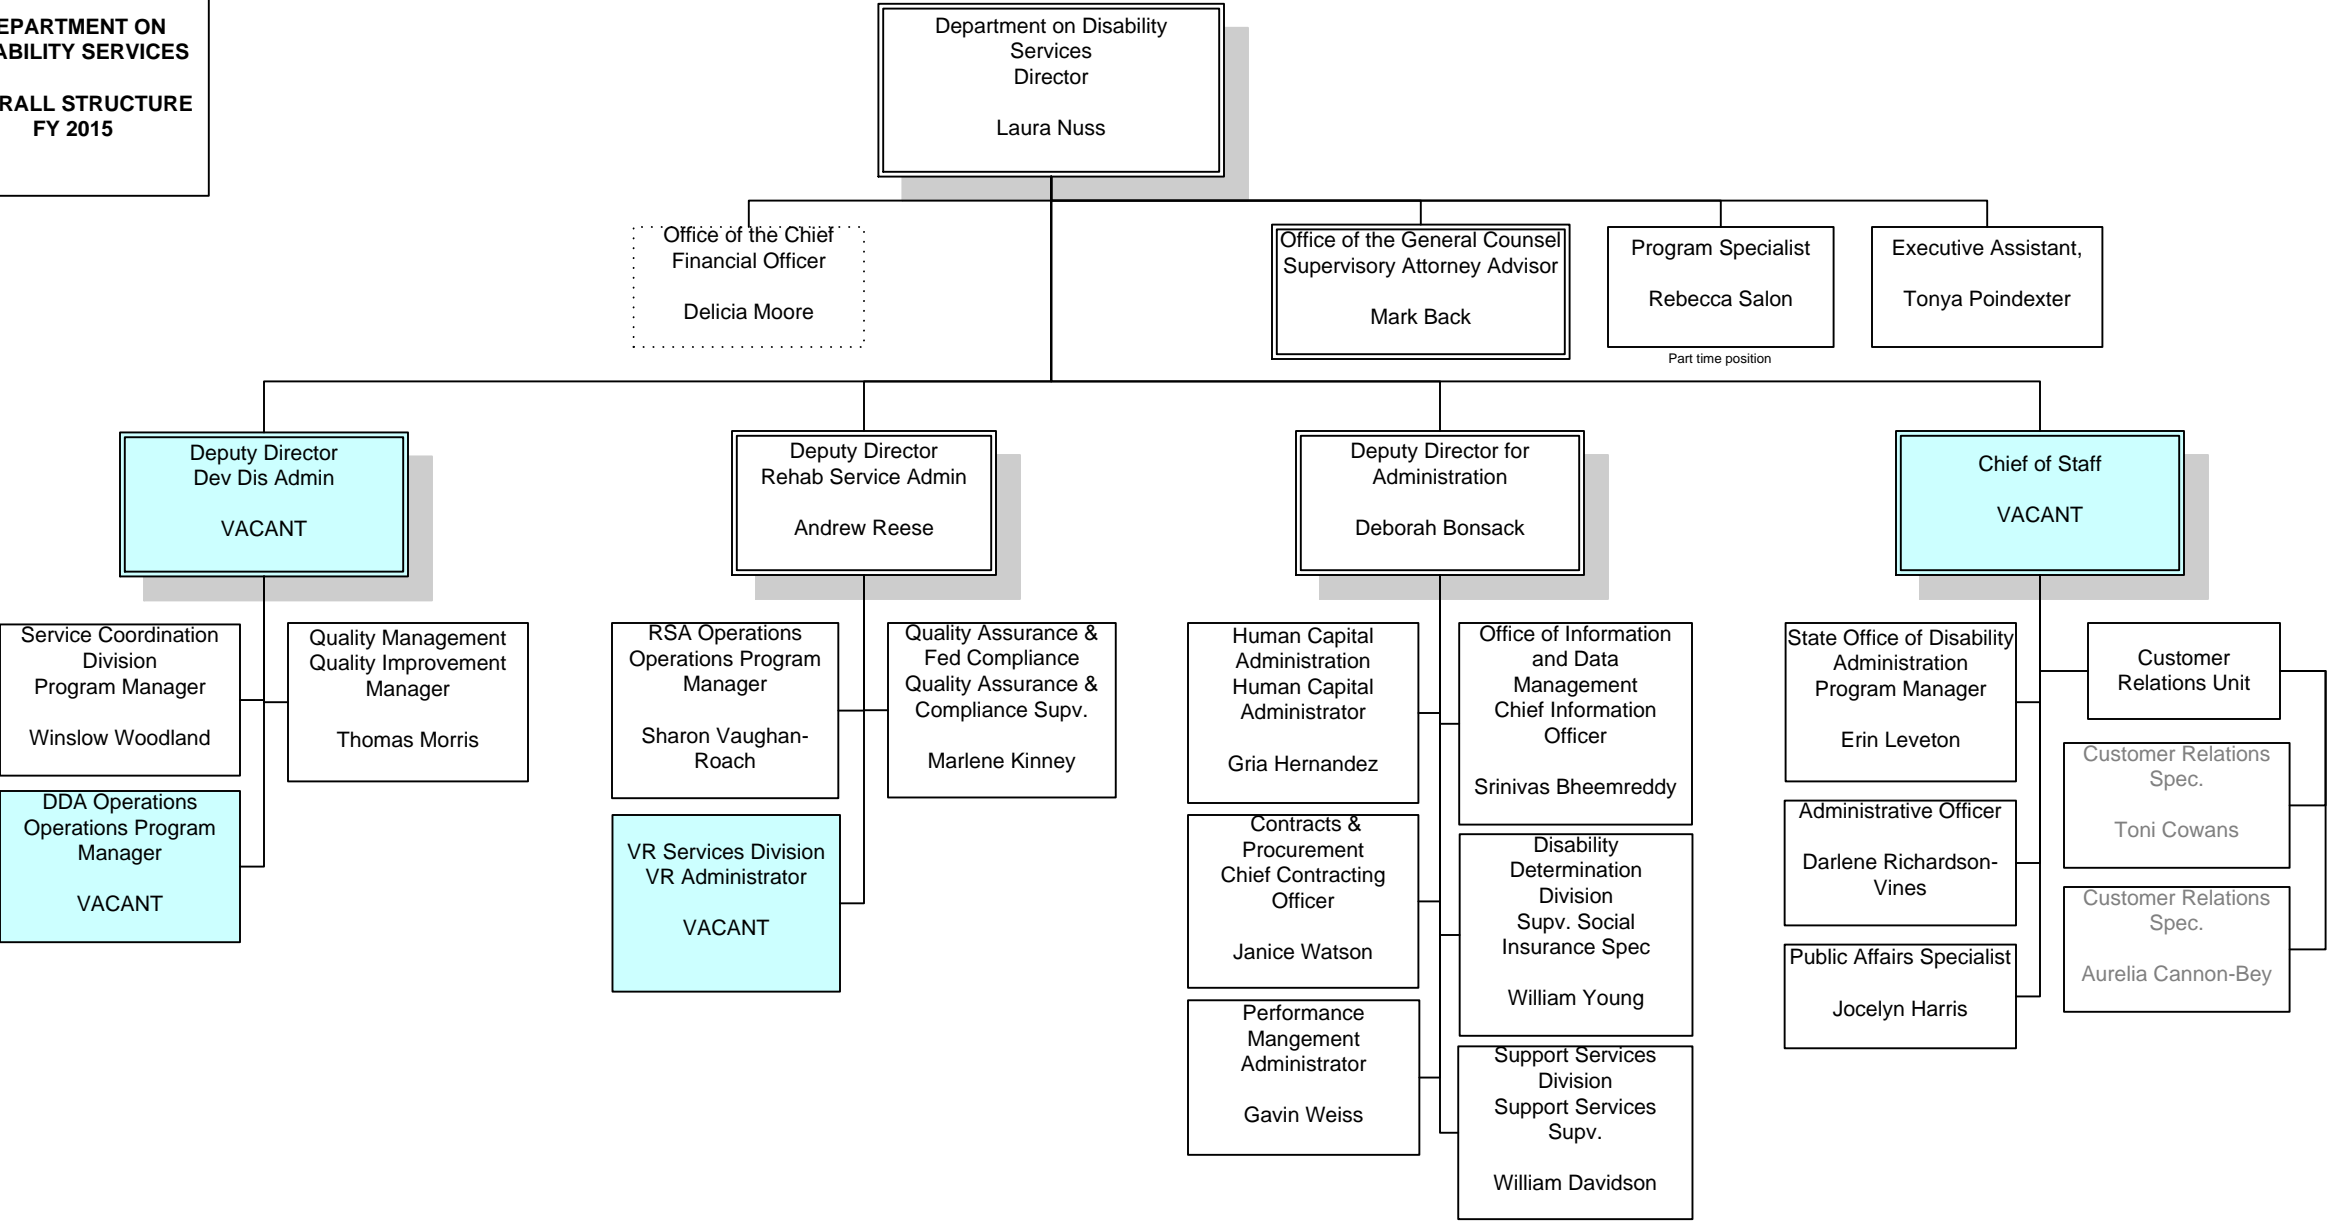 EPARTMENT ON
ABILITY SERVICES
RALL STRUCTURE
FY 2015
Department on Disability
Services
Director
Laura Nuss
Office of the Chief
Financial Officer
Delicia Moore
Office of the General Counsel
Supervisory Attorney Advisor
Mark Back
Program Specialist
Rebecca Salon
Part time position
Executive Assistant,
Tonya Poindexter
Deputy Director
Dev Dis Admin
VACANT
Deputy Director
Rehab Service Admin
Andrew Reese
Deputy Director for
Administration
Deborah Bonsack
Chief of Staff
VACANT
Service Coordination
Division
Program Manager
Winslow Woodland
Quality Management
Quality Improvement
Manager
Thomas Morris
DDA Operations
Operations Program
Manager
VACANT
RSA Operations
Operations Program
Manager
Sharon Vaughan-
Roach
Quality Assurance &
Fed Compliance
Quality Assurance &
Compliance Supv.
Marlene Kinney
VR Services Division
VR Administrator
VACANT
Human Capital
Administration
Human Capital
Administrator
Gria Hernandez
Office of Information
and Data
Management
Chief Information
Officer
Srinivas Bheemreddy
Contracts &
Procurement
Chief Contracting
Officer
Janice Watson
Disability
Determination
Division
Supv. Social
Insurance Spec
William Young
Performance
Mangement
Administrator
Gavin Weiss
Support Services
Division
Support Services
Supv.
William Davidson
State Office of Disability
Administration
Program Manager
Erin Leveton
Customer
Relations Unit
Customer Relations
Spec.
Toni Cowans
Administrative Officer
Darlene Richardson-
Vines
Customer Relations
Spec.
Aurelia Cannon-Bey
Public Affairs Specialist
Jocelyn Harris